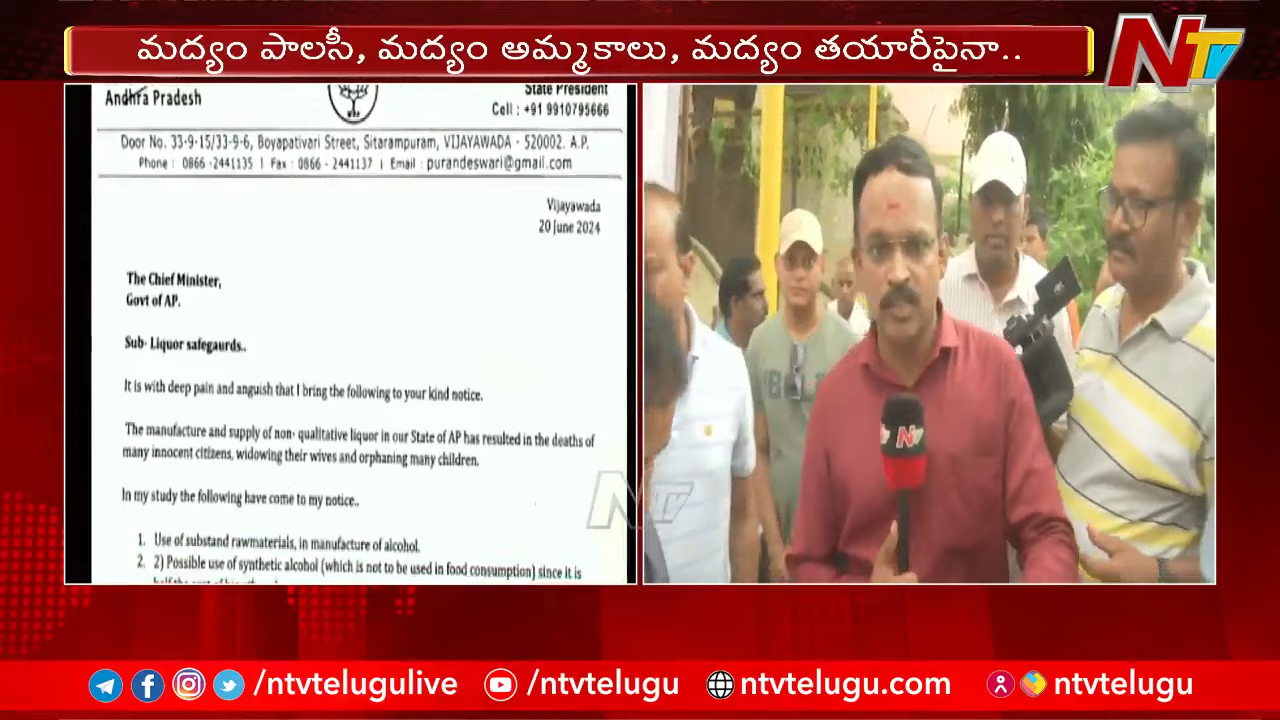 మద్యం పాలసీ, మద్యం అమ్మకాలు, మద్యం తయారీపైనా..
NTV
Andhra Pradesh
State President
Cell : +91 9910795666
Door No. 33-9-15/33-9-6, Boyapativari Street, Sitarampuram, VIJAYAWADA - 520002. A.P.
Phone : 0866 -2441135 | Fax : 0866 - 2441137 | Email : purandeswari@gmail.com
Vijayawada
20 June 2024
The Chief Minister,
Govt of AP.
Sub- Liquor safegaurds..
It is with deep pain and anguish that I bring the following to your kind notice.
The manufacture and supply of non- qualitative liquor in our State of AP has resulted in the deaths of
many innocent citizens, widowing their wives and orphaning many children.
In my study the following have come to my notice..
1. Use of substand rawmaterials, in manufacture of alcohol.
2. 2) Possible use of synthetic alcohol (which is not to be used in food consumption) since it is
NTV
NTV
/ntvtelugulive
/ntvtelugu
ntvtelugu.com
ntvtelugu